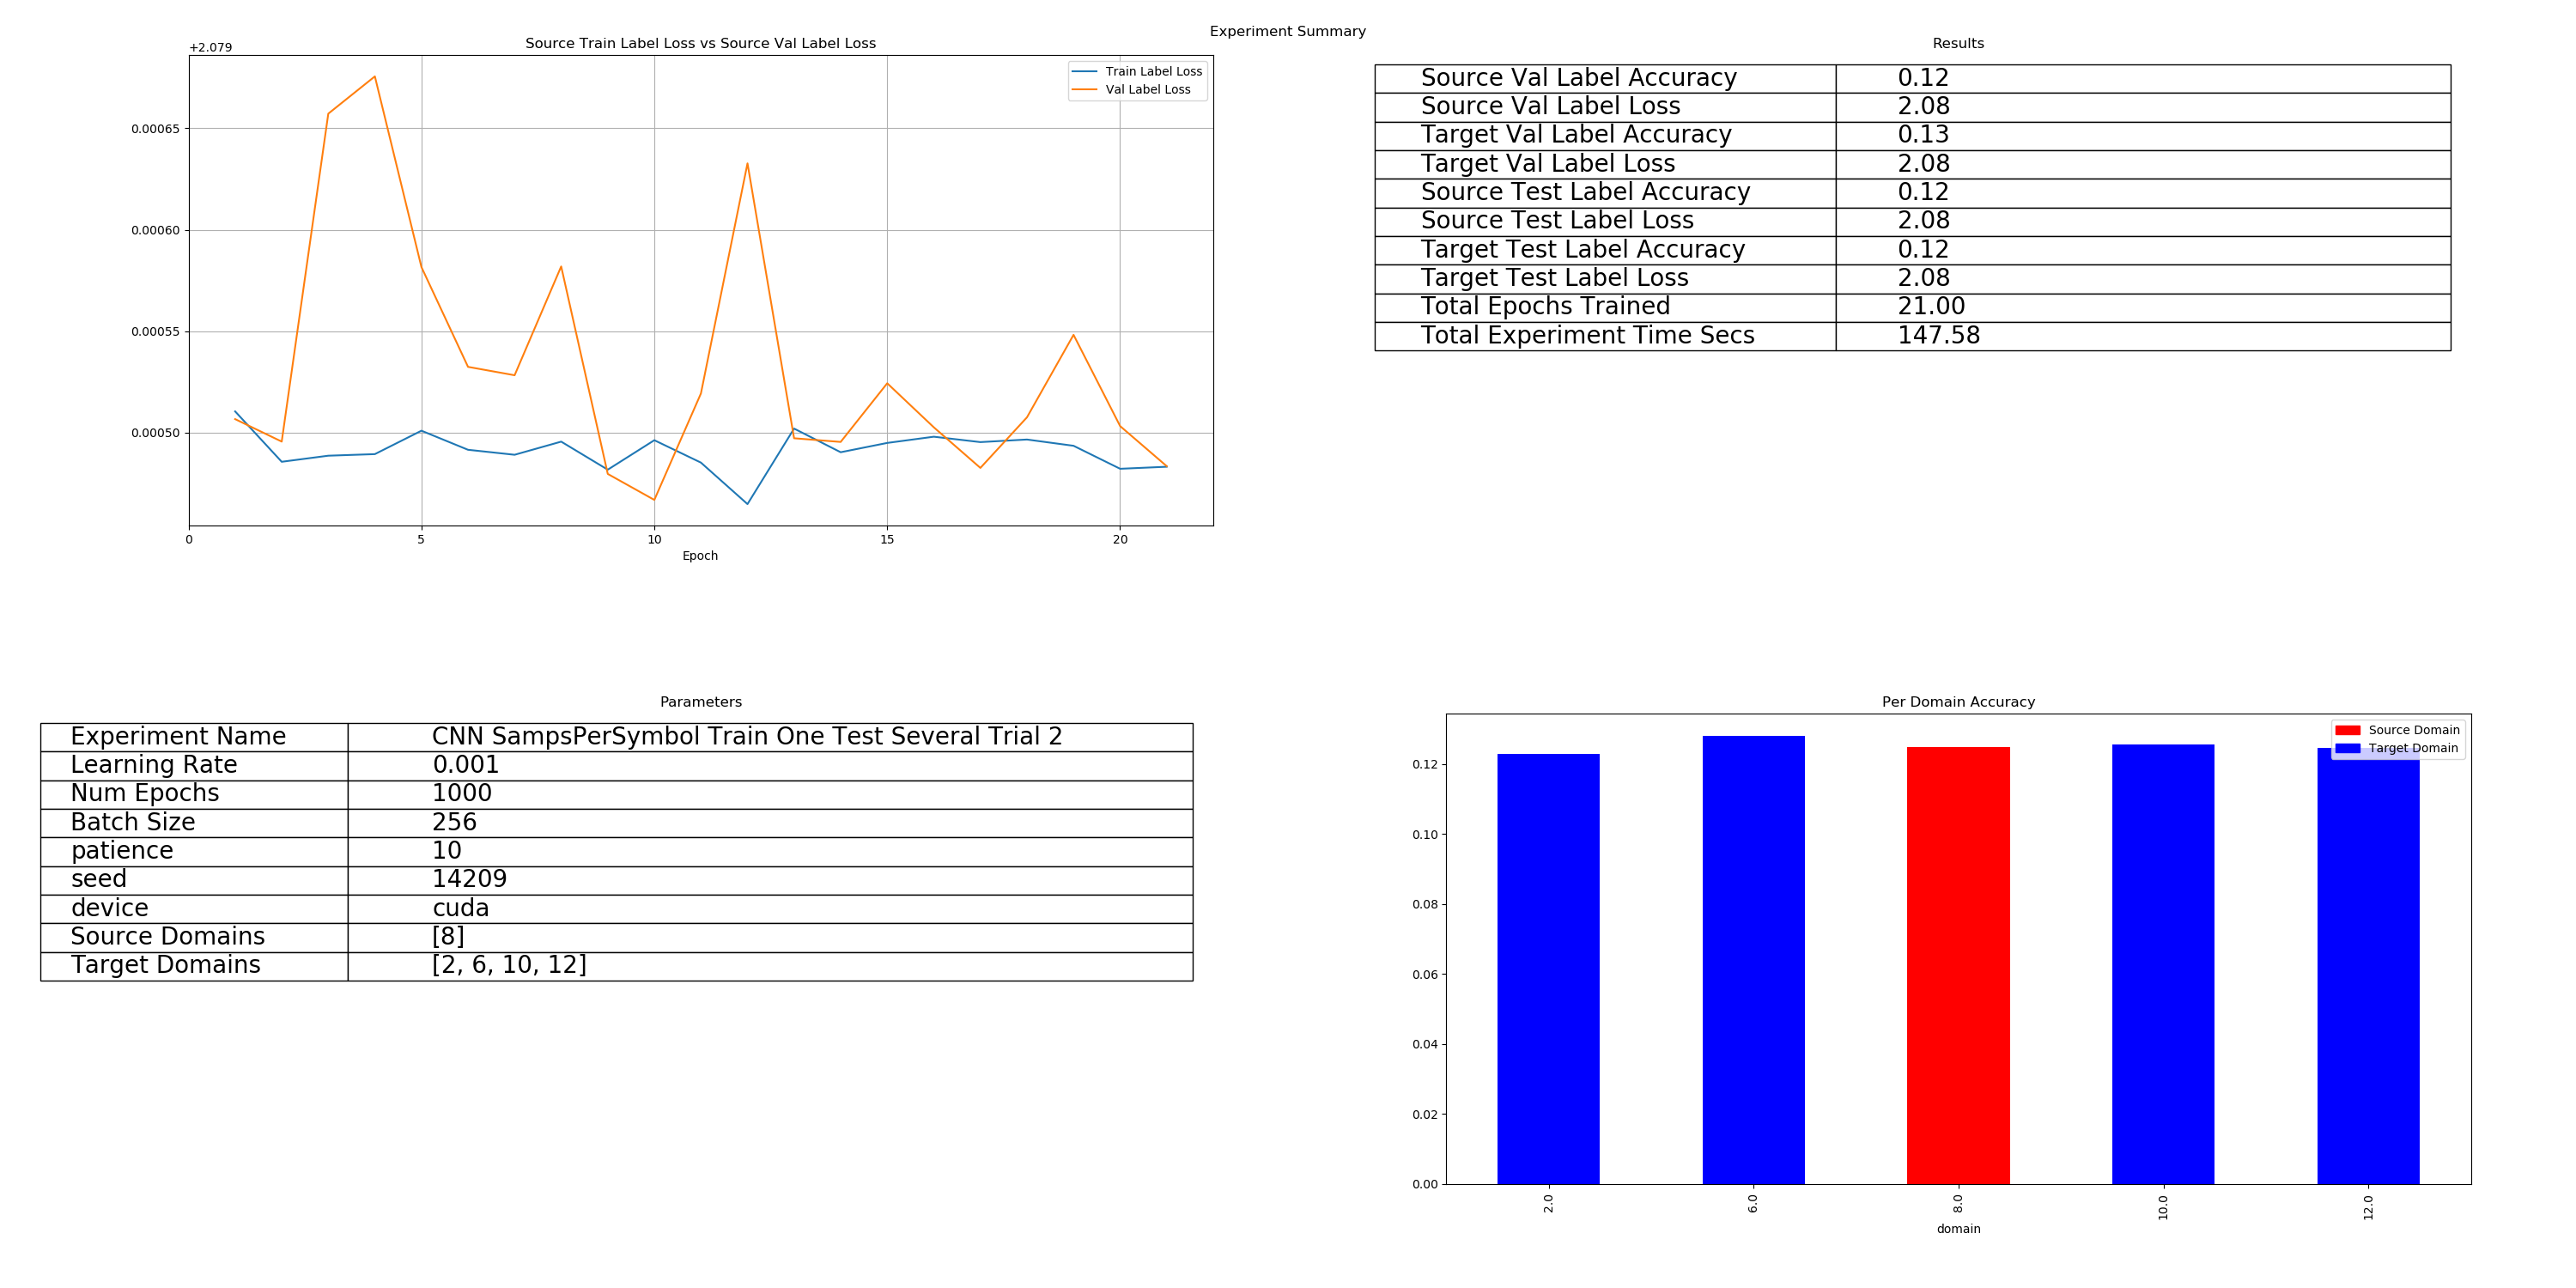 Experiment Summary
Source Train Label Loss vs Source Val Label Loss
+2.079
Train Label Loss
Val Label Loss
0.00065
0.00060
0.00055
0.00050
0 5 10 15 20
Epoch
Results
Source Val Label Accuracy 0.12
Source Val Label Loss 2.08
Target Val Label Accuracy 0.13
Target Val Label Loss 2.08
Source Test Label Accuracy 0.12
Source Test Label Loss 2.08
Target Test Label Accuracy 0.12
Target Test Label Loss 2.08
Total Epochs Trained 21.00
Total Experiment Time Secs 147.58
Parameters
Experiment Name CNN SampsPerSymbol Train One Test Several Trial 2
Learning Rate 0.001
Num Epochs 1000
Batch Size 256
patience 10
seed 14209
device cuda
Source Domains [8]
Target Domains [2, 6, 10, 12]
Per Domain Accuracy
Source Domain
Target Domain
0.12
0.10
0.08
0.06
0.04
0.02
0.00
2.0 6.0 8.0 10.0 12.0
domain